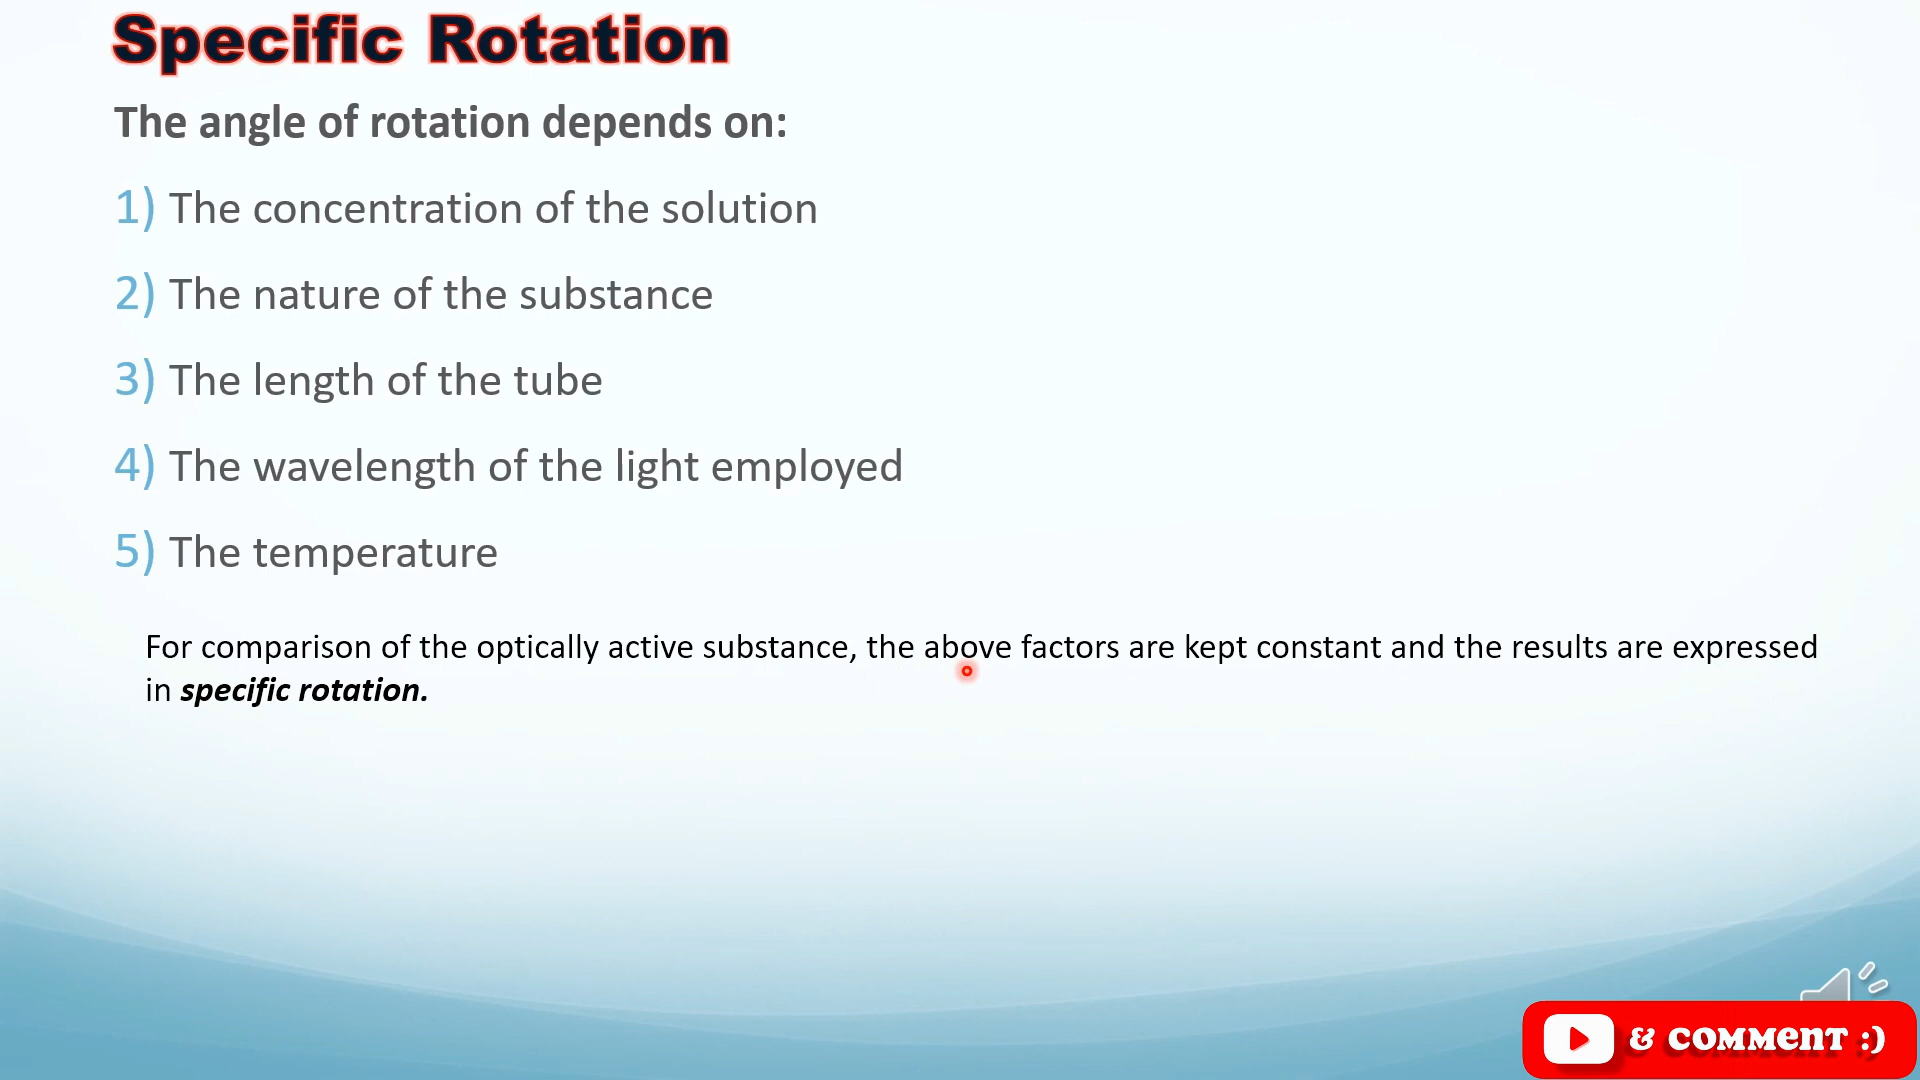 Specific Rotation
The angle of rotation depends on:
1) The concentration of the solution
2) The nature of the substance
3) The length of the tube
4) The wavelength of the light employed
5) The temperature
For comparison of the optically active substance, the above factors are kept constant and the results are expressed
in specific rotation.
& COMMENT :)